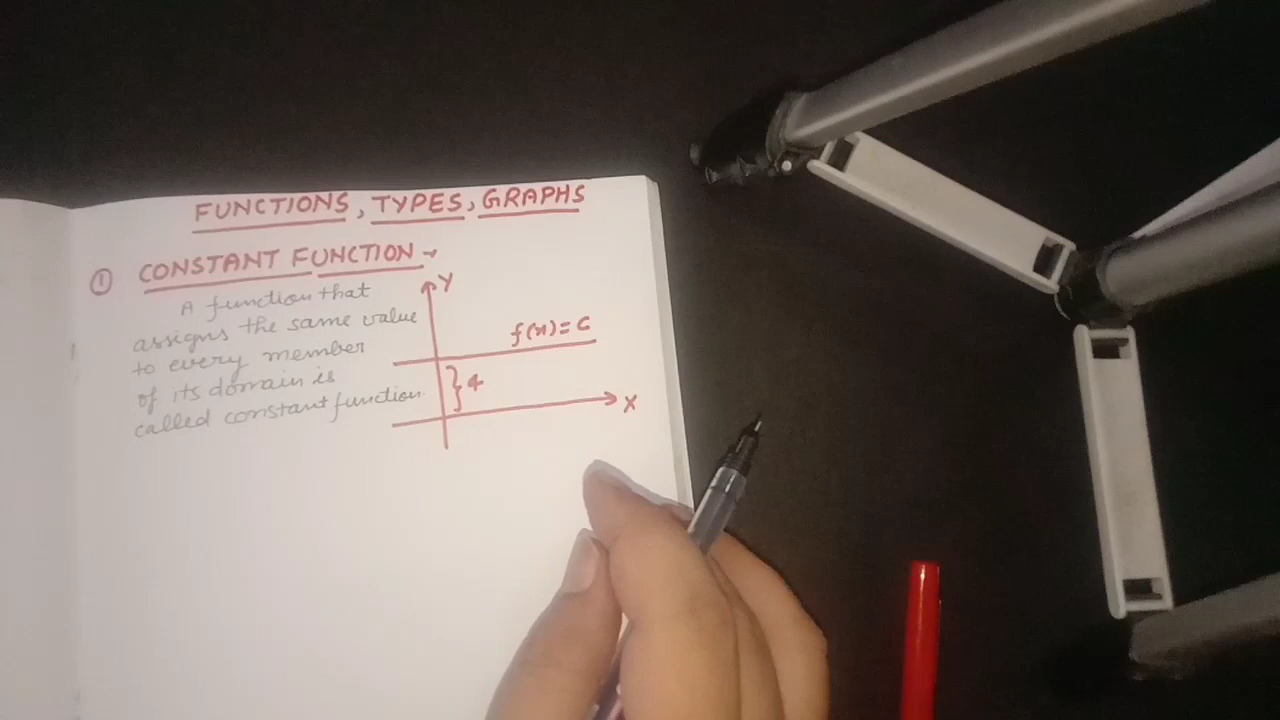 FUNCTIONS, TYPES, GRAPHS
① CONSTANT FUNCTION →
A function that
assigns the same value
to every member
of its domain is
called constant function.
Y
f(x)=C
}4
X